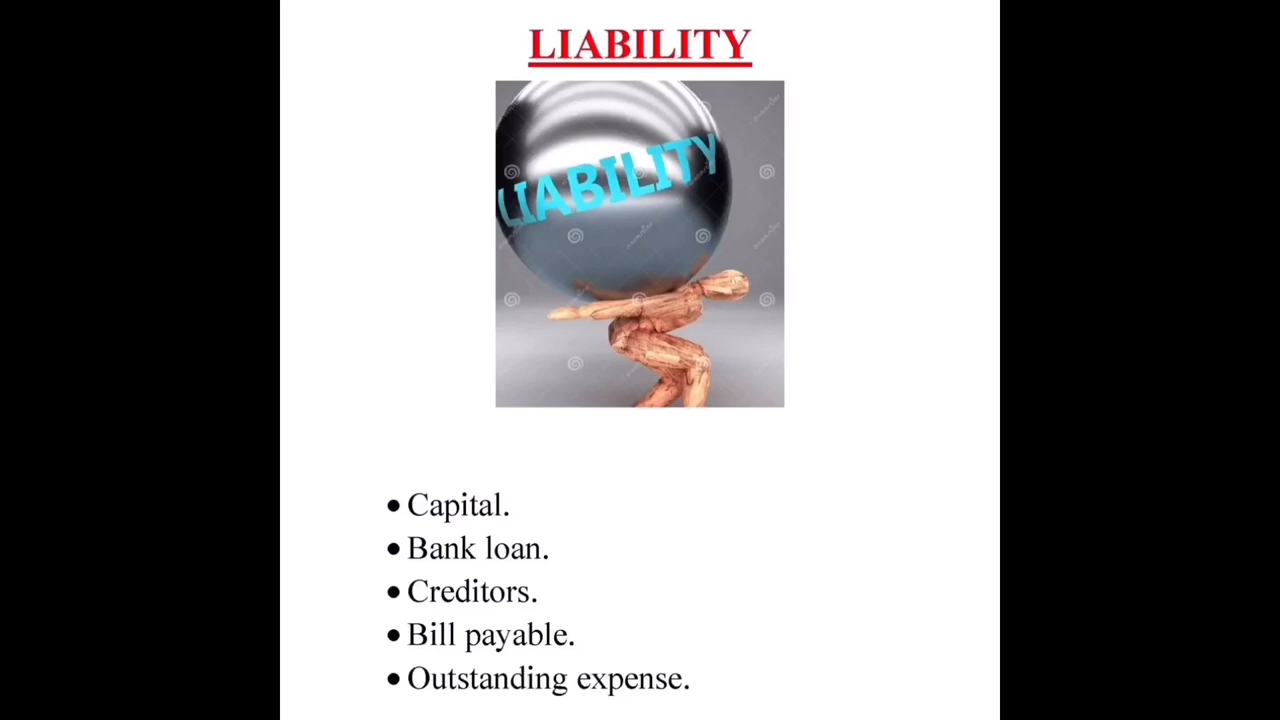 LIABILITY
LIABILITY
• Capital.
• Bank loan.
• Creditors.
• Bill payable.
• Outstanding expense.